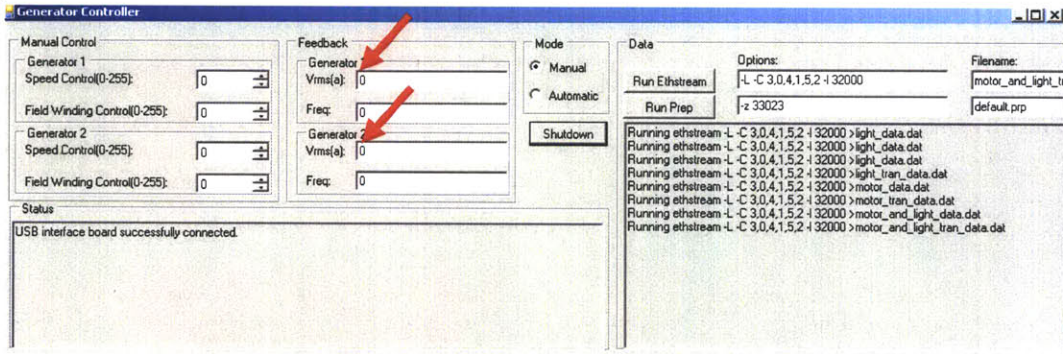 Generator Controller
Manual Control
Generator 1
Speed Control(0-255): 0
Field Winding Control(0-255): 0
Generator 2
Speed Control(0-255): 0
Field Winding Control(0-255): 0
Feedback
Generator
Vrms(a): 0
Freq: 0
Generator 2
Vrms(a): 0
Freq: 0
Mode
Manual
Automatic
Shutdown
Data
Options:
Filename:
Run Ethstream
-L -C 3,0,4,1,5,2 -l 32000
motor_and_light_t
Run Prep
-z 33023
default.prp
Running ethstream -L -C 3,0,4,1,5,2 -l 32000 >light_data.dat
Running ethstream -L -C 3,0,4,1,5,2 -l 32000 >light_data.dat
Running ethstream -L -C 3,0,4,1,5,2 -l 32000 >light_data.dat
Running ethstream -L -C 3,0,4,1,5,2 -l 32000 >light_tran_data.dat
Running ethstream -L -C 3,0,4,1,5,2 -l 32000 >motor_data.dat
Running ethstream -L -C 3,0,4,1,5,2 -l 32000 >motor_tran_data.dat
Running ethstream -L -C 3,0,4,1,5,2 -l 32000 >motor_and_light_data.dat
Running ethstream -L -C 3,0,4,1,5,2 -l 32000 >motor_and_light_tran_data.dat
Status
USB interface board successfully connected.